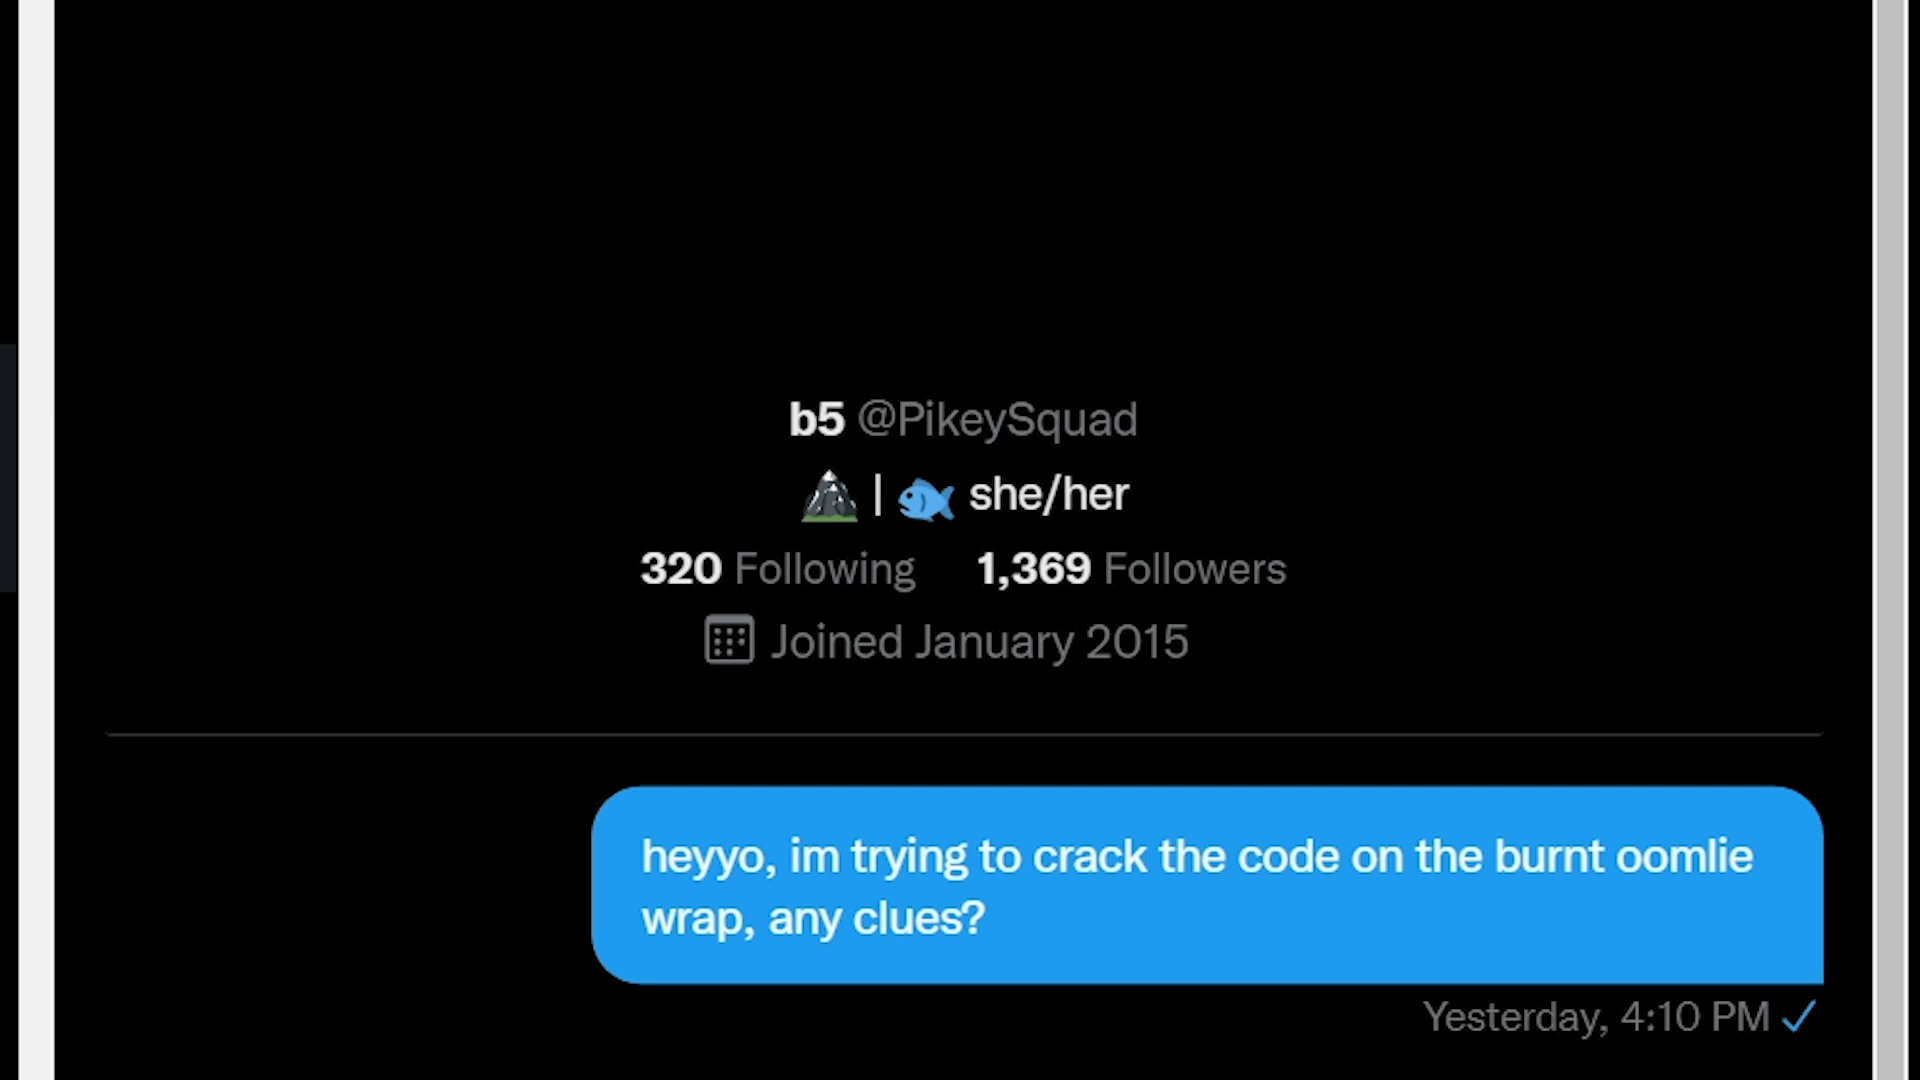 b5 @PikeySquad
⛰️ | 🐟 she/her
320 Following 1,369 Followers
Joined January 2015
heyyo, im trying to crack the code on the burnt oomlie
wrap, any clues?
Yesterday, 4:10 PM ✓